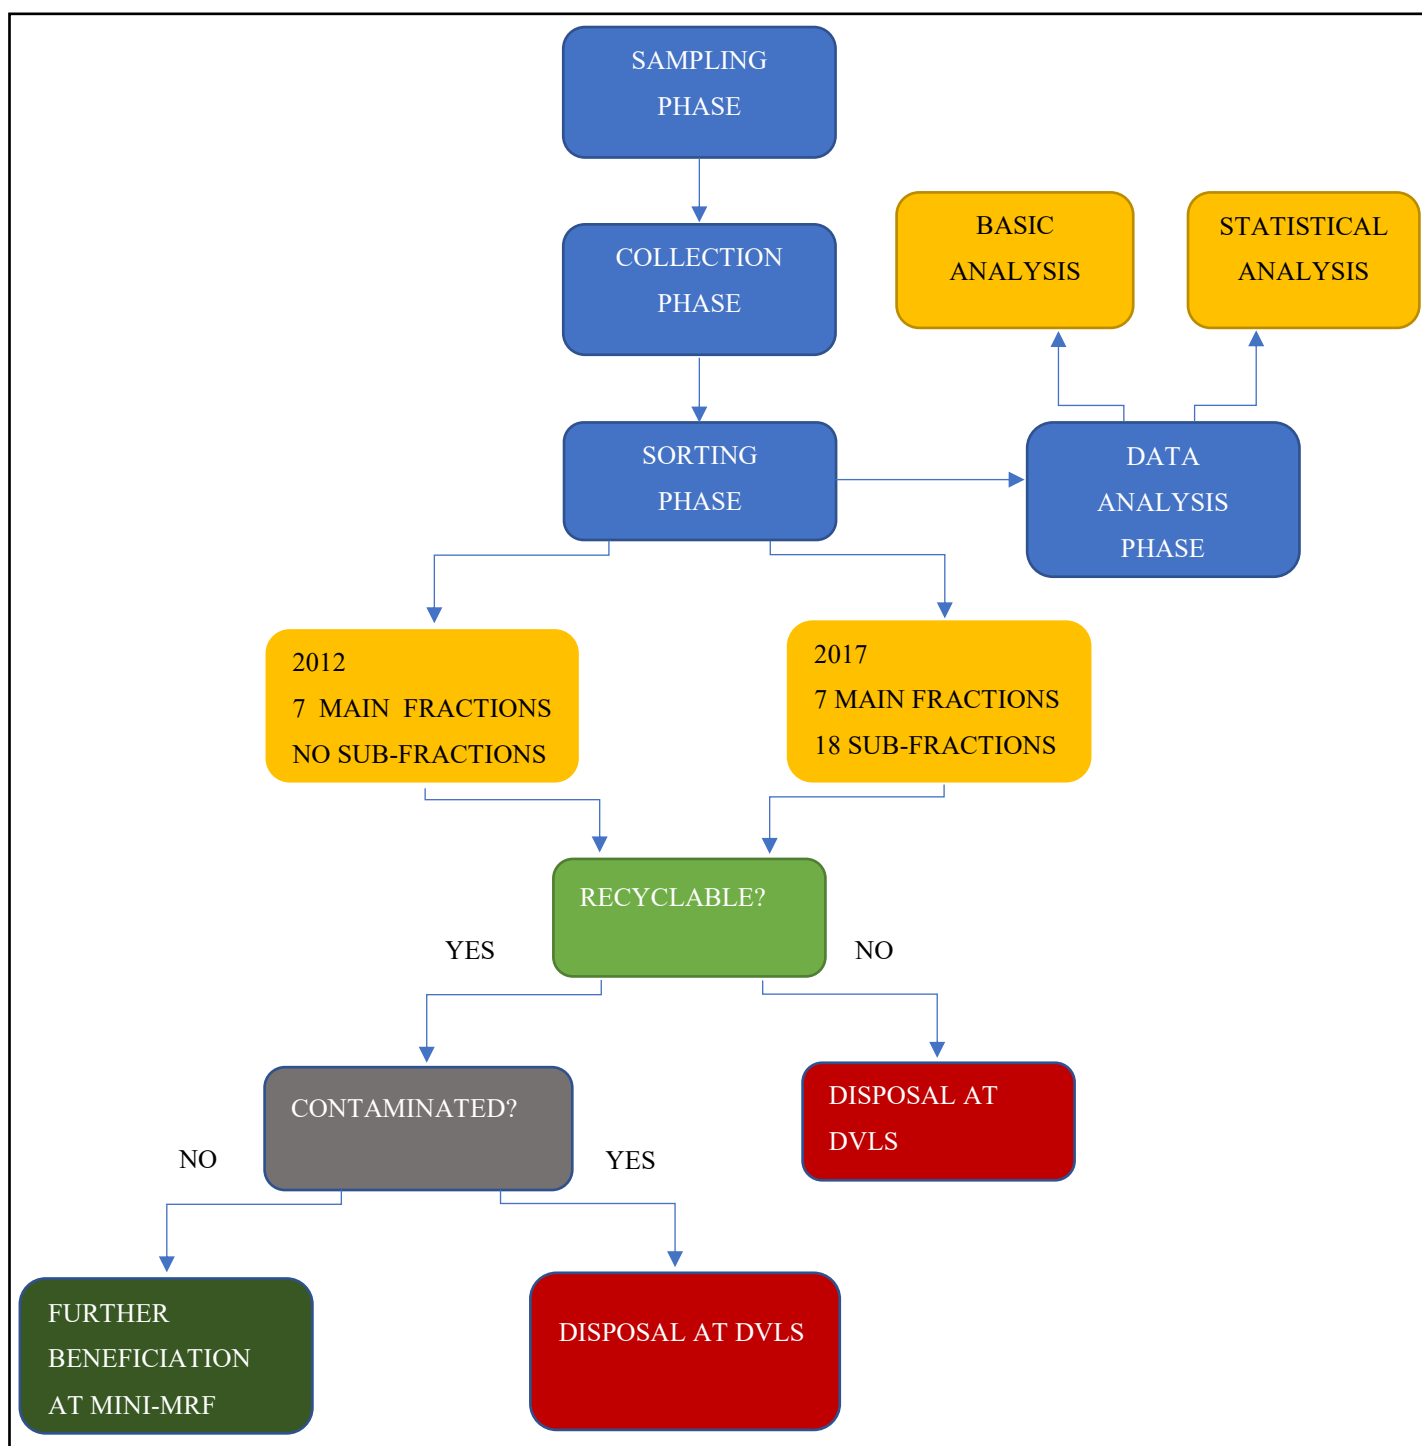 SAMPLING
PHASE
COLLECTION
PHASE
BASIC
ANALYSIS
STATISTICAL
ANALYSIS
SORTING
PHASE
DATA
ANALYSIS
PHASE
2012
7 MAIN FRACTIONS
NO SUB-FRACTIONS
2017
7 MAIN FRACTIONS
18 SUB-FRACTIONS
RECYCLABLE?
YES
NO
CONTAMINATED?
DISPOSAL AT
DVLS
NO
YES
FURTHER
BENEFICIATION
AT MINI-MRF
DISPOSAL AT DVLS